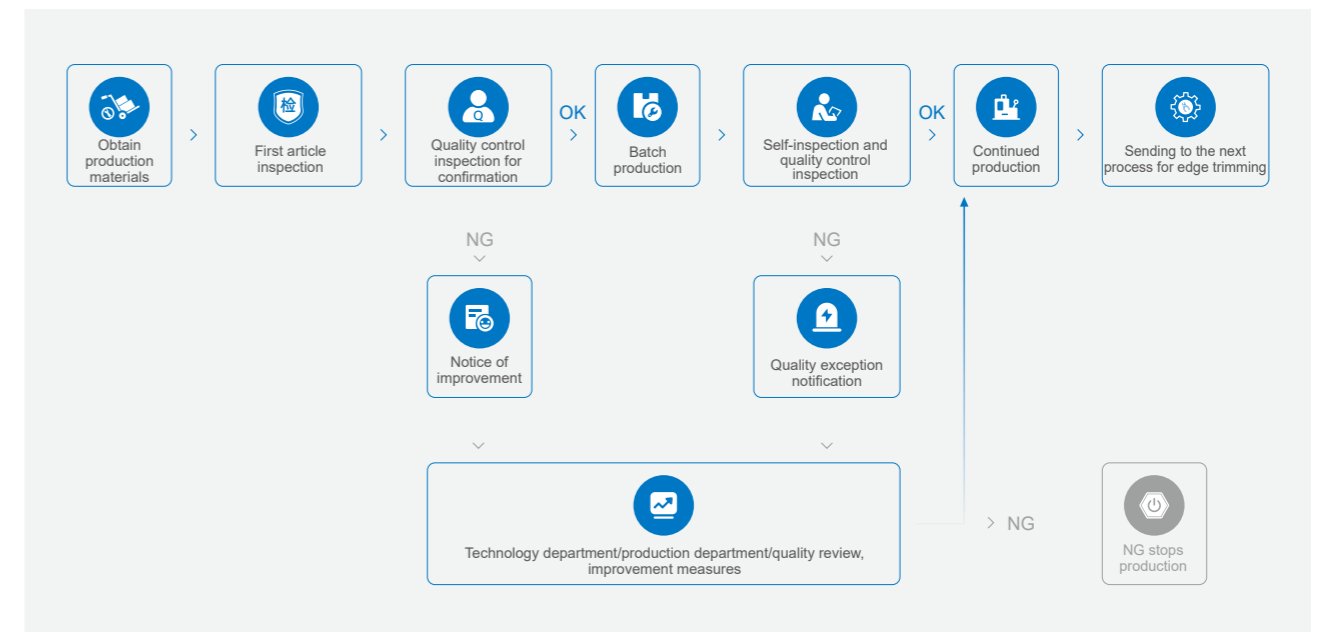 Obtain
production
materials
检
First article
inspection
Q
Quality control
inspection for
confirmation
OK
Batch
production
Self-inspection and
quality control
inspection
OK
Continued
production
Sending to the next
process for edge trimming
NG
NG
Notice of
improvement
Quality exception
notification
Technology department/production department/quality review,
improvement measures
NG
NG stops
production